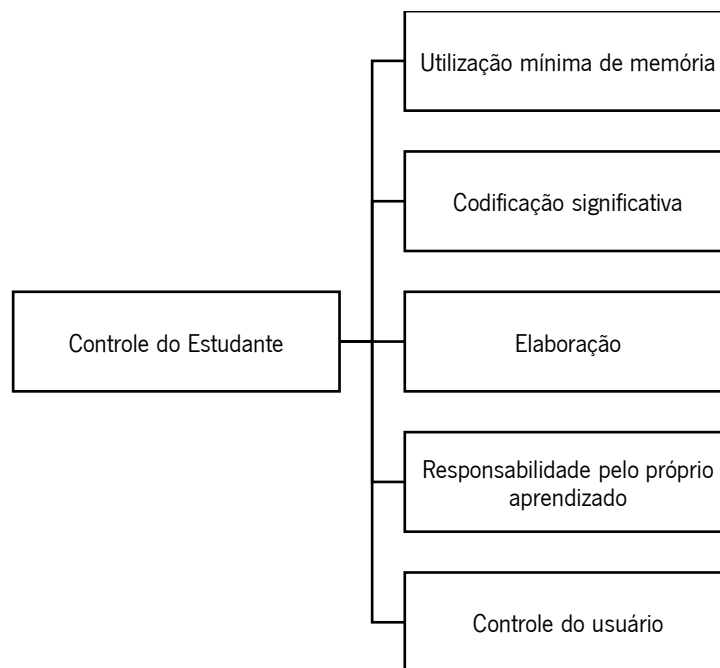 Utilização mínima de memória
Codificação significativa
Controle do Estudante
Elaboração
Responsabilidade pelo próprio
aprendizado
Controle do usuário